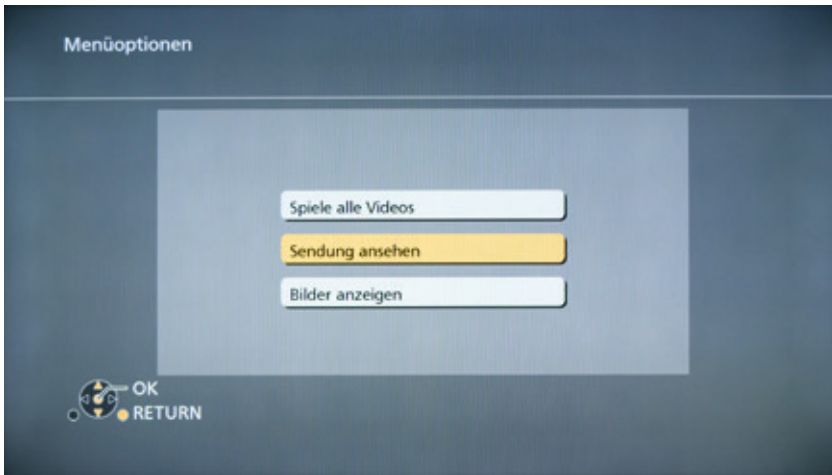 Menüoptionen
Spiele alle Videos
Sendung ansehen
Bilder anzeigen
OK
RETURN